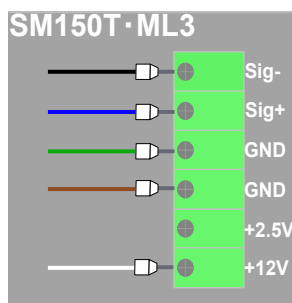 SM150T·ML3
Sig-
Sig+
GND
GND
+2.5V
+12V